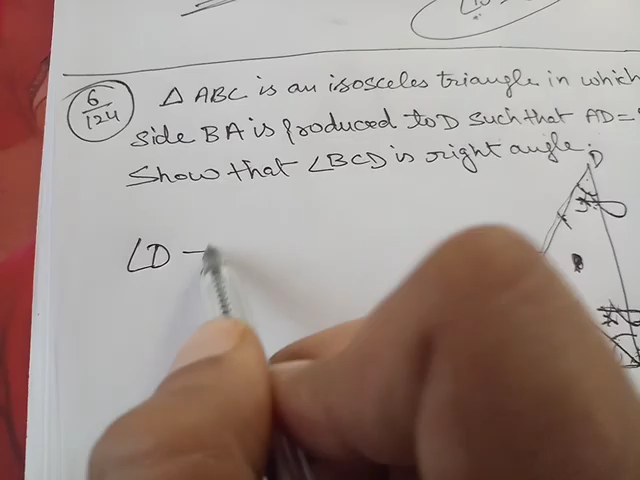 6/124
△ ABC is an isosceles triangle in which
side BA is produced to D such that AD =
Show that ∠BCD is right angle.
D
∠D –